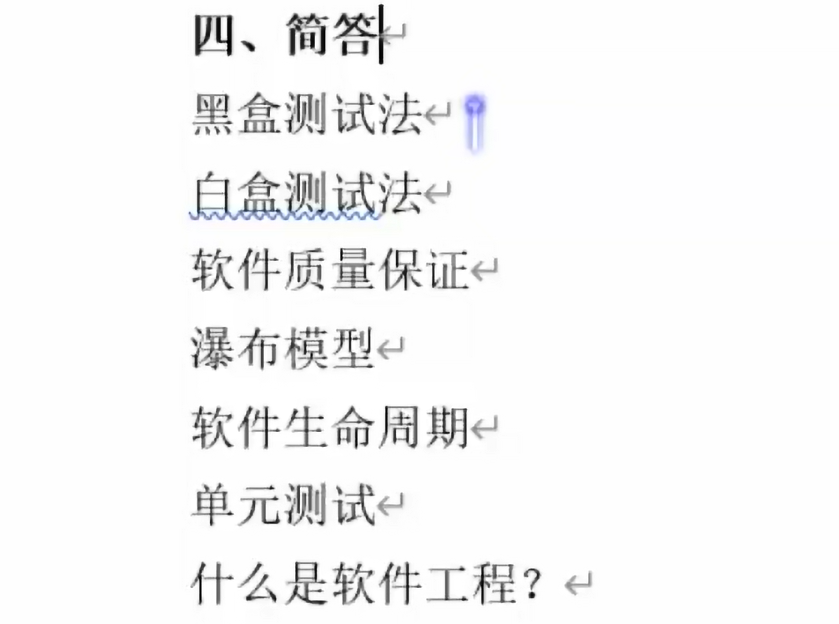 四、简答
黑盒测试法
白盒测试法
软件质量保证
瀑布模型
软件生命周期
单元测试
什么是软件工程？